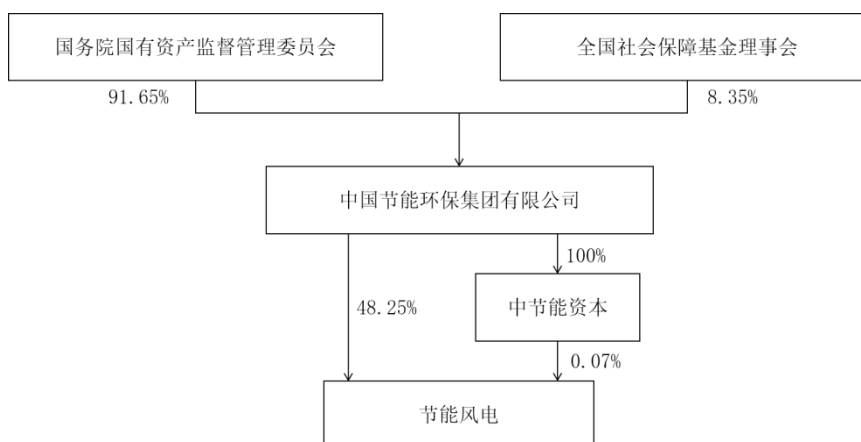 国务院国有资产监督管理委员会
全国社会保障基金理事会
91.65%
8.35%
中国节能环保集团有限公司
100%
48.25%
中节能资本
0.07%
节能风电